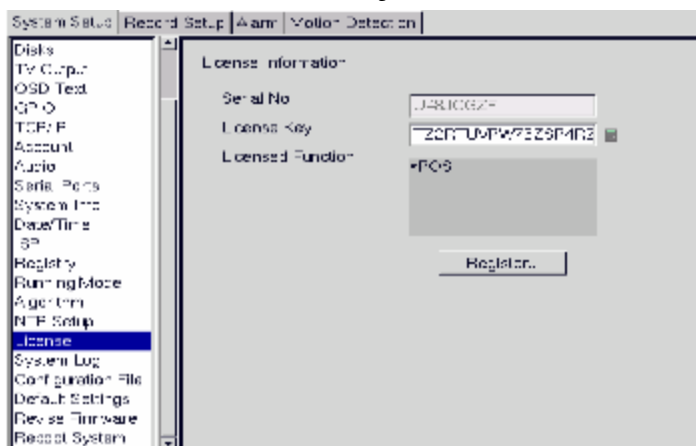 System Setup Record Setup Alarm Motion Detection
Disks
TV Output
OSD Text
GPIO
TCP/IP
Account
Audio
Serial Ports
System Info
Date/Time
ISP
Registry
Running Mode
Algorithm
NTP Setup
License
System Log
Configuration File
Default Settings
Revise Firmware
Reboot System
License Information
Serial No
License Key
Licensed Function
•POS
Register...